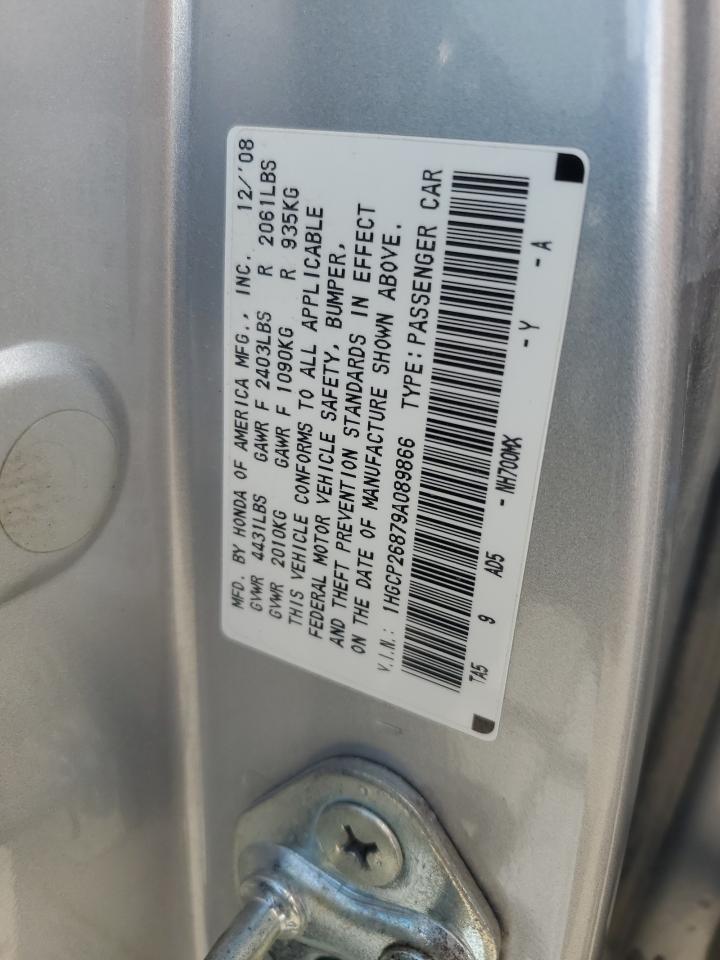 MFD. BY HONDA OF AMERICA MFG., INC. 12/'08
GVWR 4431LBS GAWR F 2403LBS R 2061LBS
GVWR 2010KG GAWR F 1090KG R 935KG
THIS VEHICLE CONFORMS TO ALL APPLICABLE
FEDERAL MOTOR VEHICLE SAFETY, BUMPER,
AND THEFT PREVENTION STANDARDS IN EFFECT
ON THE DATE OF MANUFACTURE SHOWN ABOVE.
V.I.N.: 1HGCP26879A089866 TYPE:PASSENGER CAR
TA5 9 AD5 - NH700MX - Y - A